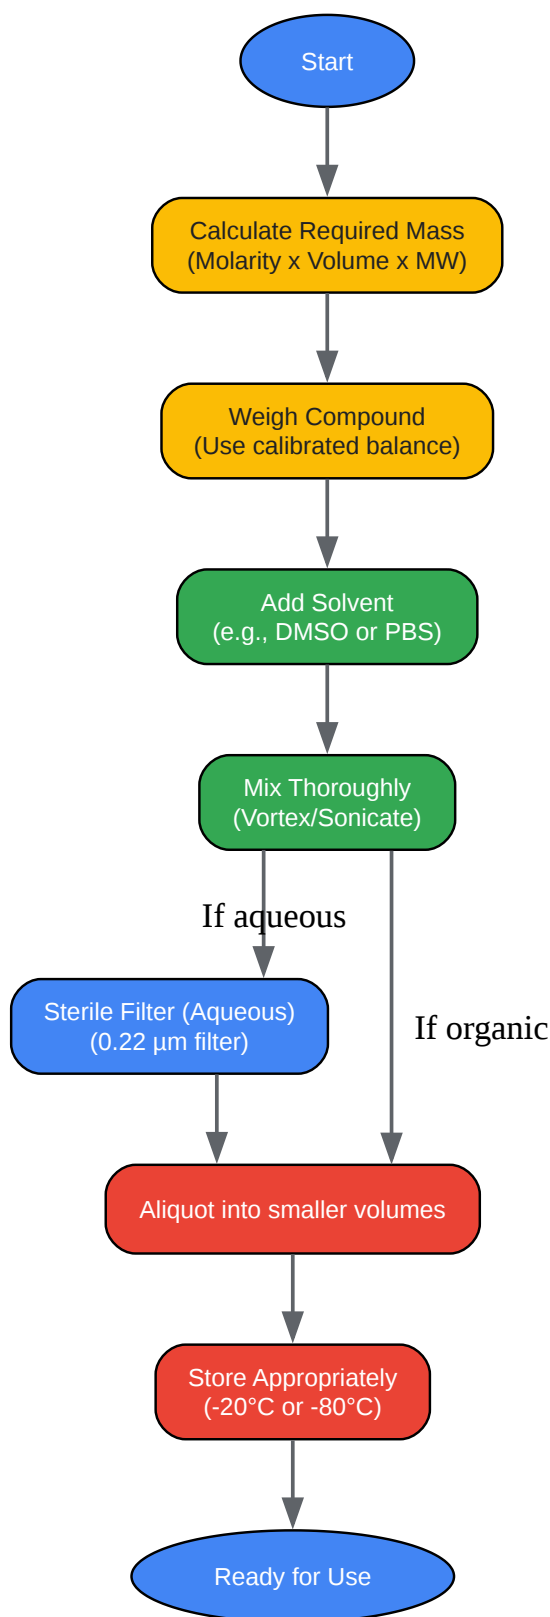 Start
Calculate Required Mass
(Molarity x Volume x MW)
Weigh Compound
(Use calibrated balance)
Add Solvent
(e.g., DMSO or PBS)
Mix Thoroughly
(Vortex/Sonicate)
If aqueous
Sterile Filter (Aqueous)
(0.22 µm filter)
If organic
Aliquot into smaller volumes
Store Appropriately
(-20°C or -80°C)
Ready for Use